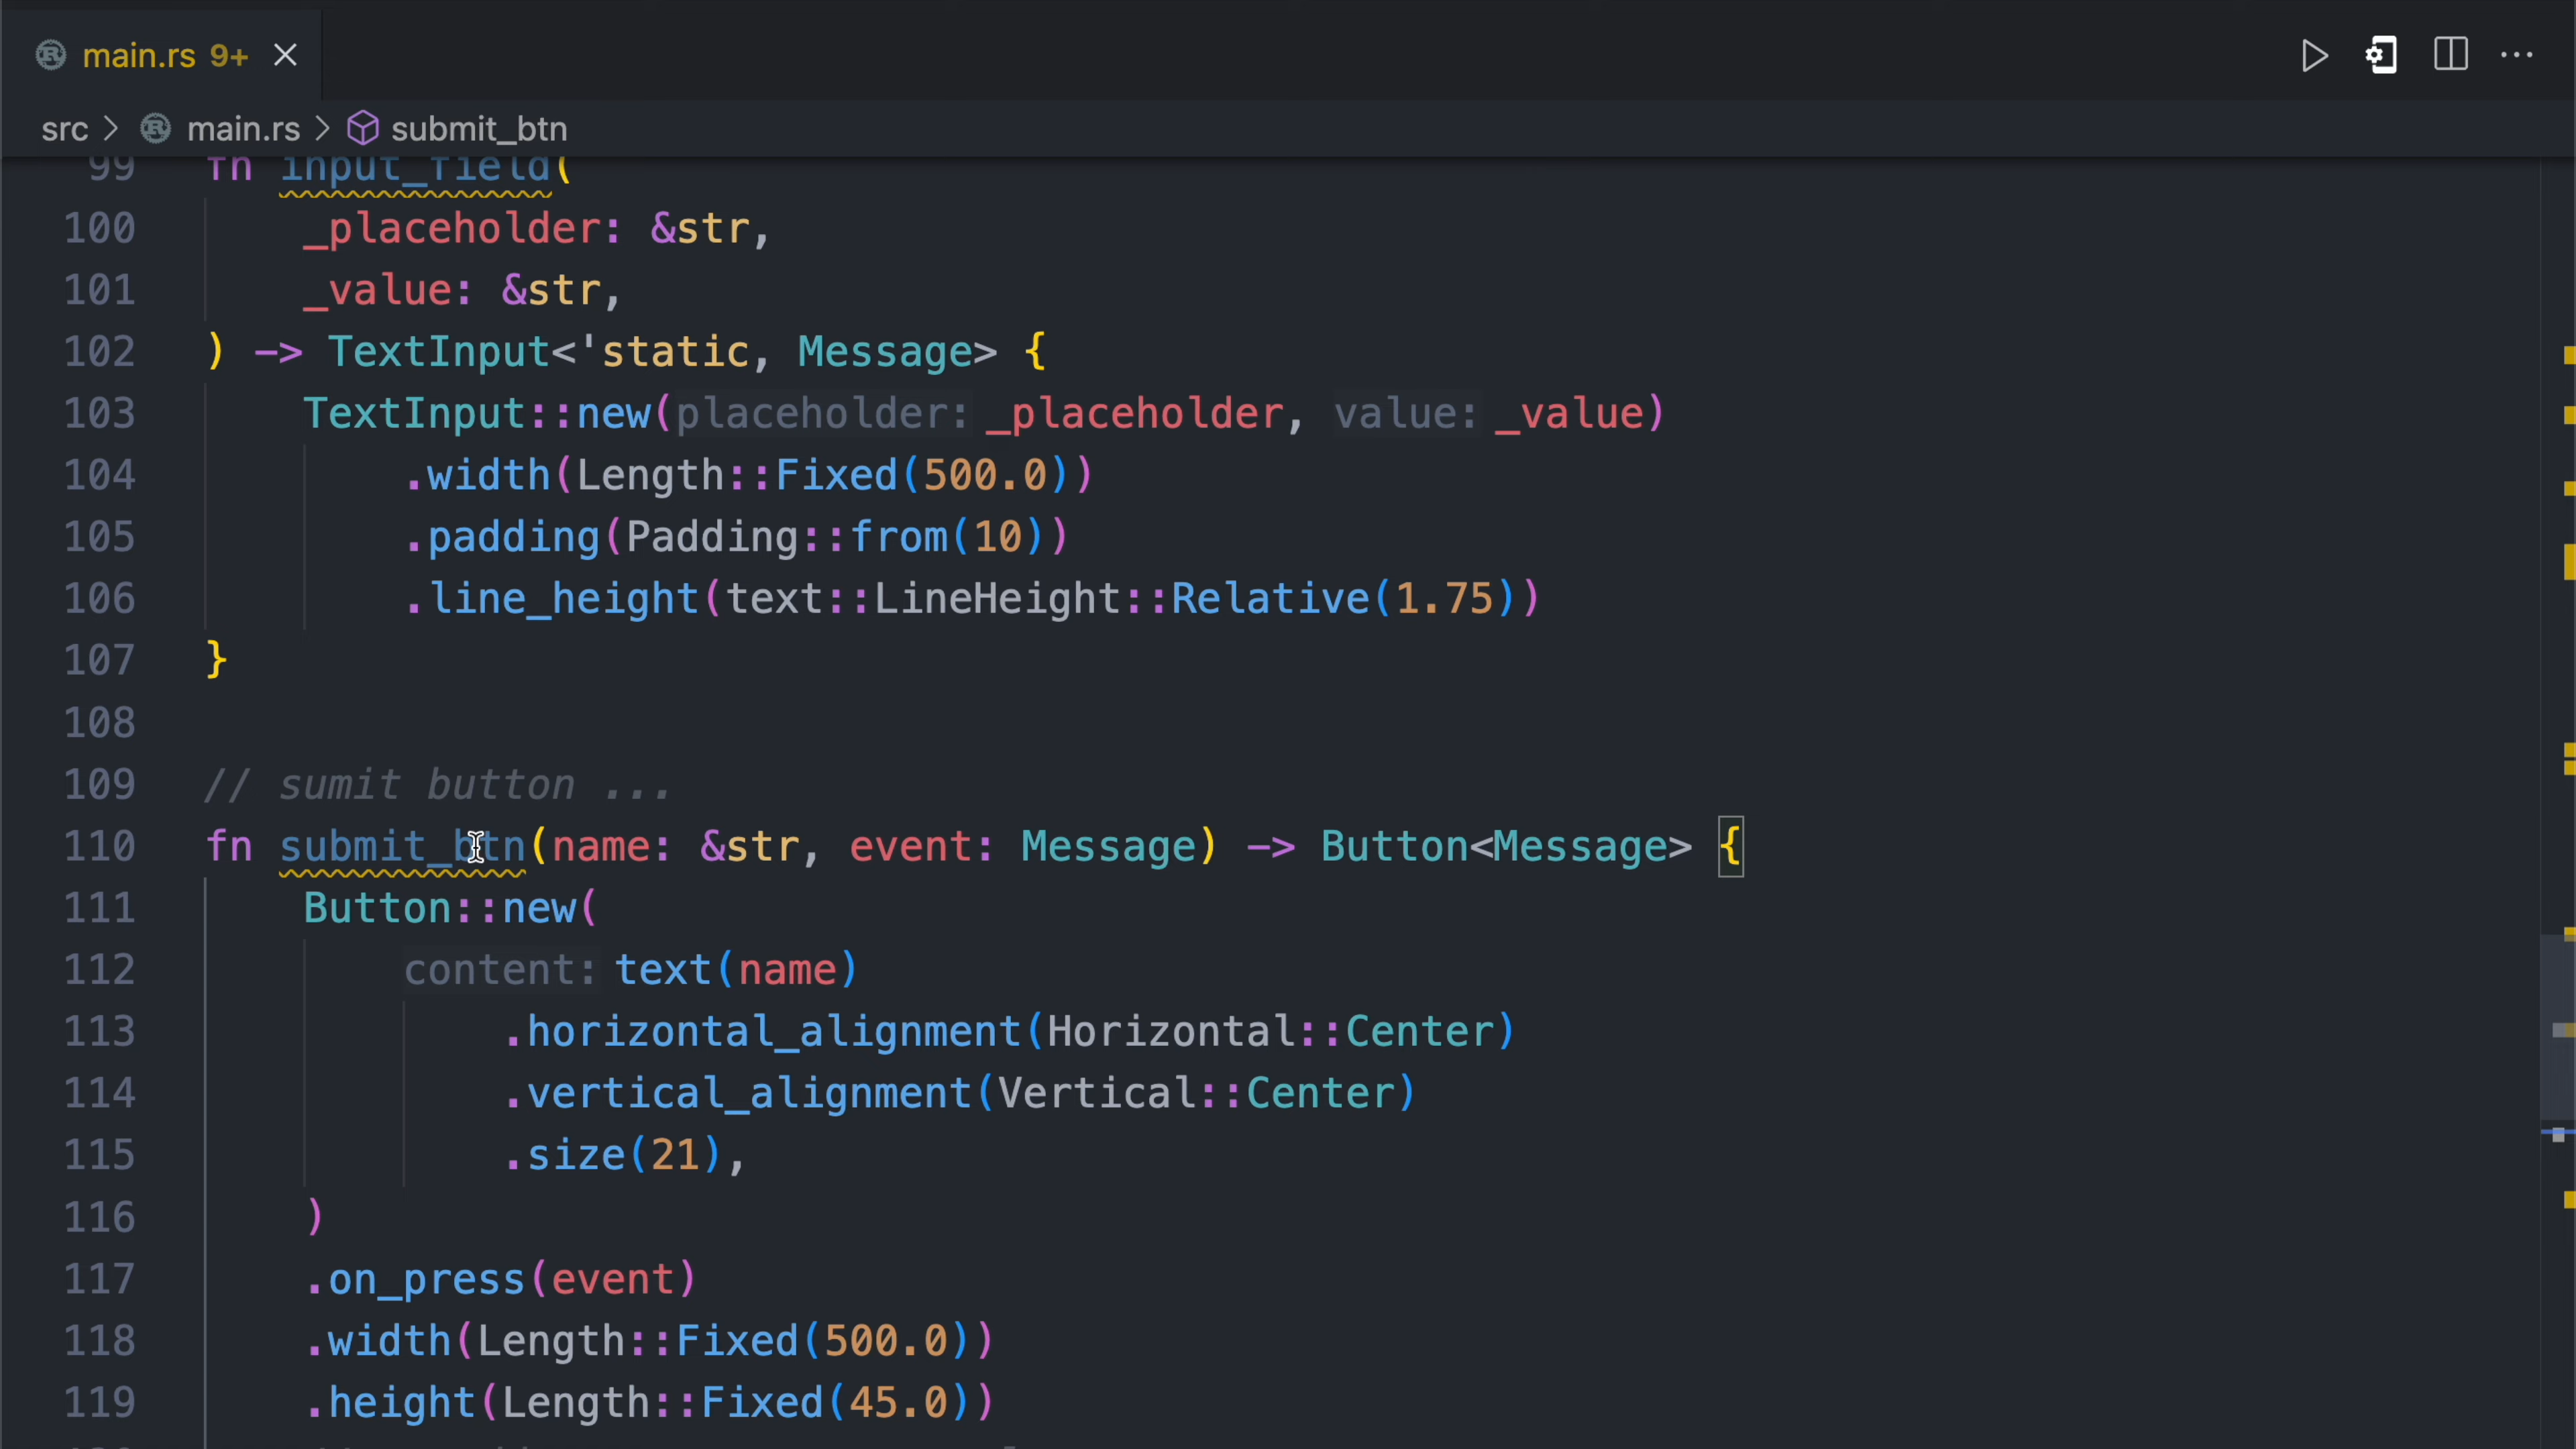 main.rs 9+
src > main.rs > submit_btn
99 fn input_field(
100 _placeholder: &str,
101 _value: &str,
102 ) -> TextInput<'static, Message> {
103 TextInput::new(placeholder: _placeholder, value: _value)
104 .width(Length::Fixed(500.0))
105 .padding(Padding::from(10))
106 .line_height(text::LineHeight::Relative(1.75))
107 }
108
109 // sumit button ...
110 fn submit_btn(name: &str, event: Message) -> Button<Message> {
111 Button::new(
112 content: text(name)
113 .horizontal_alignment(Horizontal::Center)
114 .vertical_alignment(Vertical::Center)
115 .size(21),
116 )
117 .on_press(event)
118 .width(Length::Fixed(500.0))
119 .height(Length::Fixed(45.0))